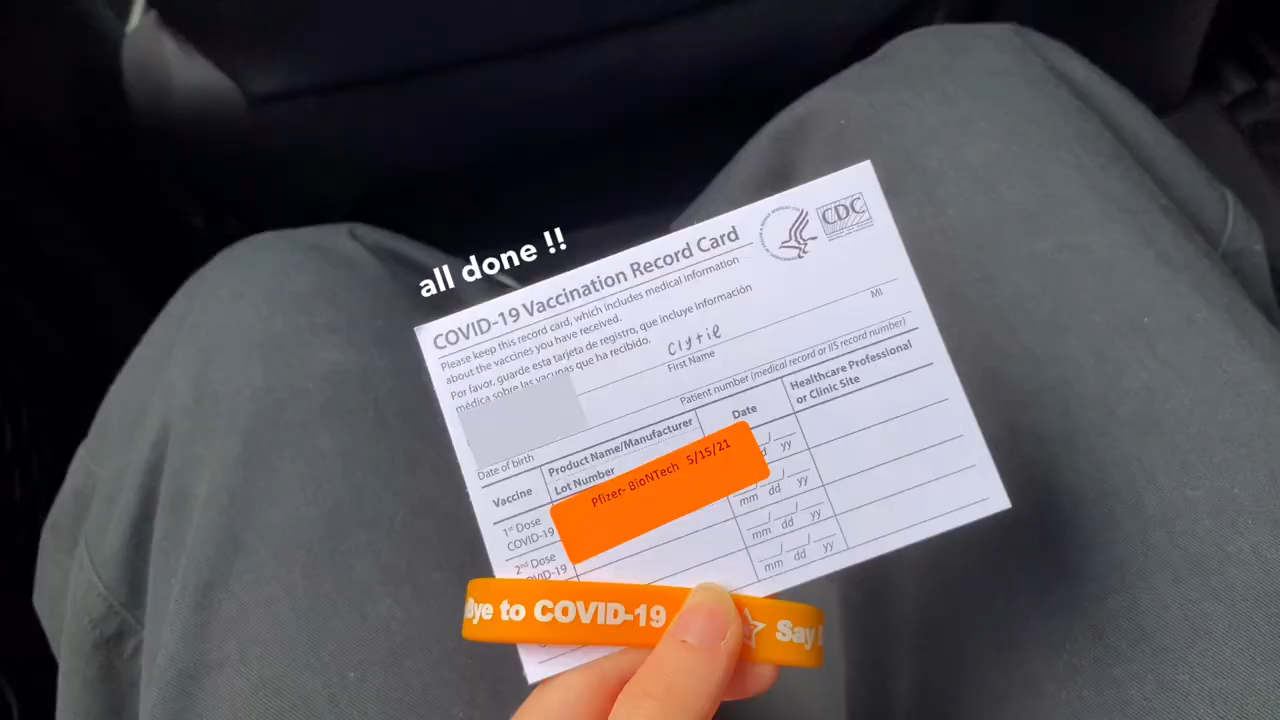 all done !!
COVID-19 Vaccination Record Card
CDC
Please keep this record card, which includes medical information
about the vaccines you have received.
Por favor, guarde esta tarjeta de registro, que incluye información
médica sobre las vacunas que ha recibido.
Clytie
First Name
MI
Date of birth
Patient number (medical record or IIS record number)
Vaccine
Product Name/Manufacturer
Lot Number
Date
Healthcare Professional
or Clinic Site
1st Dose
COVID-19
Pfizer- BioNTech 5/15/21
yy
mm dd yy
2nd Dose
mm dd yy
mm dd yy
Bye to COVID-19
Say